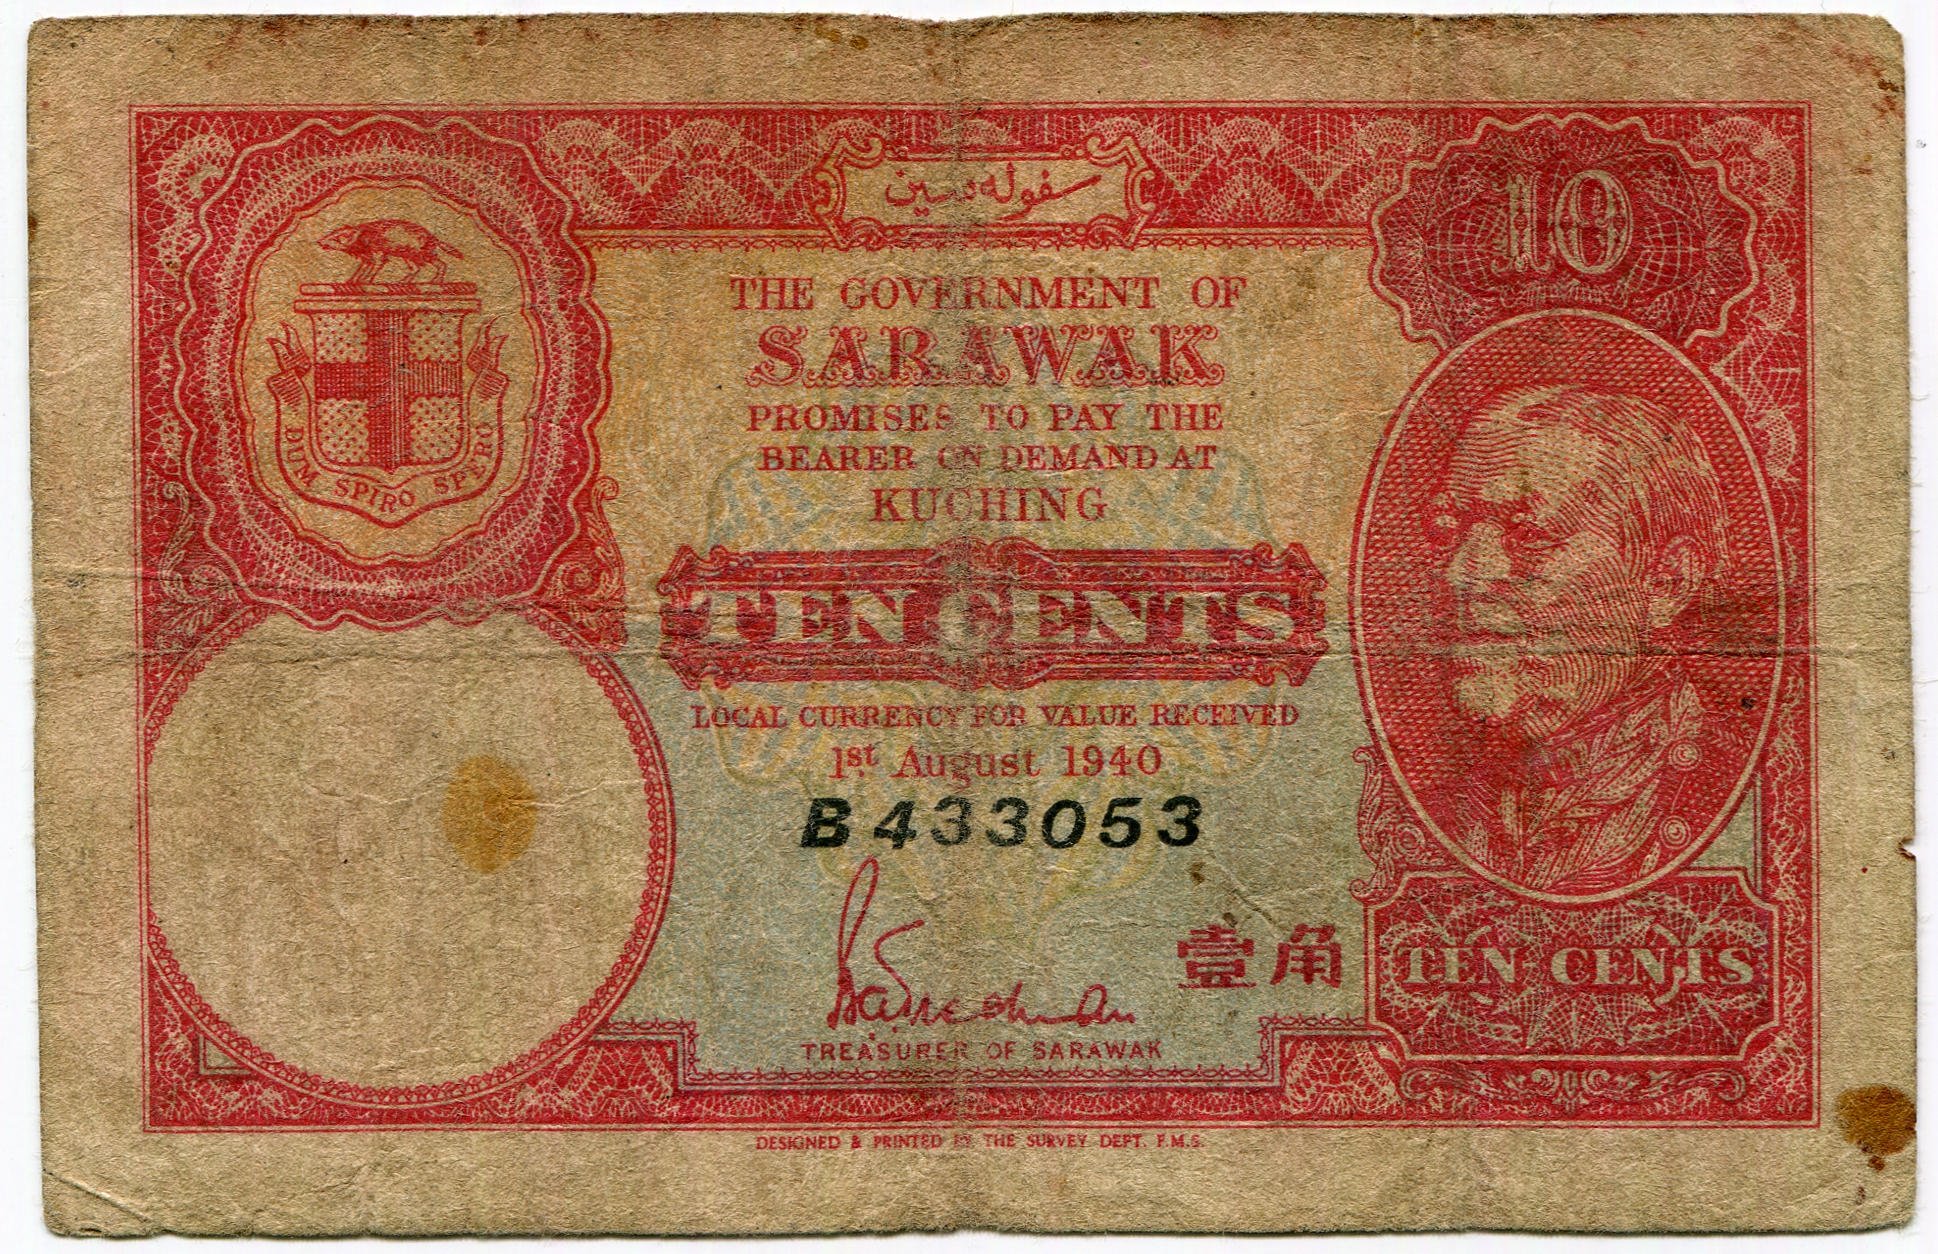 سفوله سين
10
THE GOVERNMENT OF
SARAWAK
PROMISES TO PAY THE
BEARER ON DEMAND AT
KUCHING
DUM SPIRO SPERO
TEN CENTS
LOCAL CURRENCY FOR VALUE RECEIVED
1st August 1940
B433053
壹角
TEN CENTS
TREASURER OF SARAWAK
DESIGNED & PRINTED BY THE SURVEY DEPT. F.M.S.